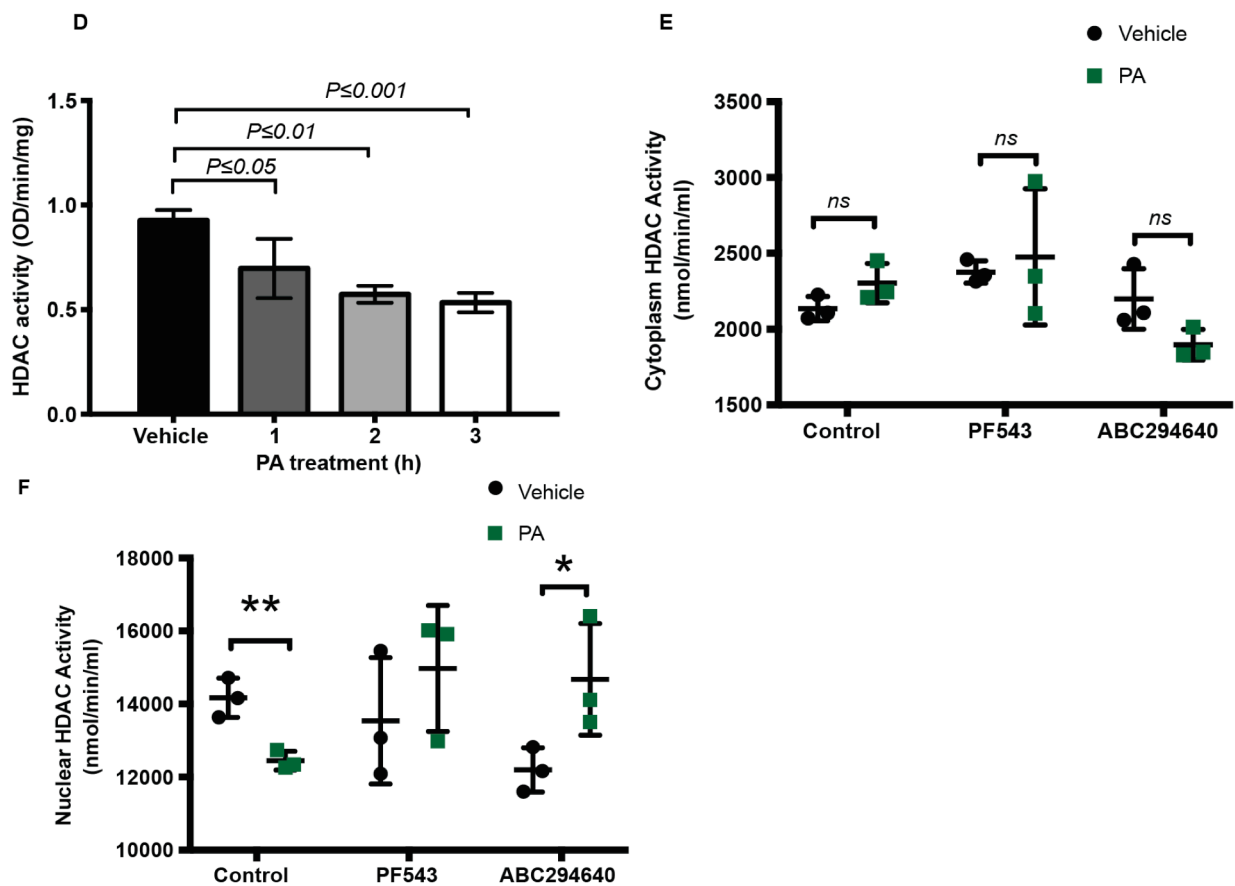 D
HDAC activity (OD/min/mg)
1.5
1.0
0.5
0.0
P≤0.001
P≤0.01
P≤0.05
Vehicle 1 2 3
PA treatment (h)
E
Vehicle
PA
Cytoplasm HDAC Activity
(nmol/min/ml)
3500
3000
2500
2000
1500
ns
ns
ns
Control PF543 ABC294640
F
Vehicle
PA
Nuclear HDAC Activity
(nmol/min/ml)
18000
16000
14000
12000
10000
**
*
Control PF543 ABC294640